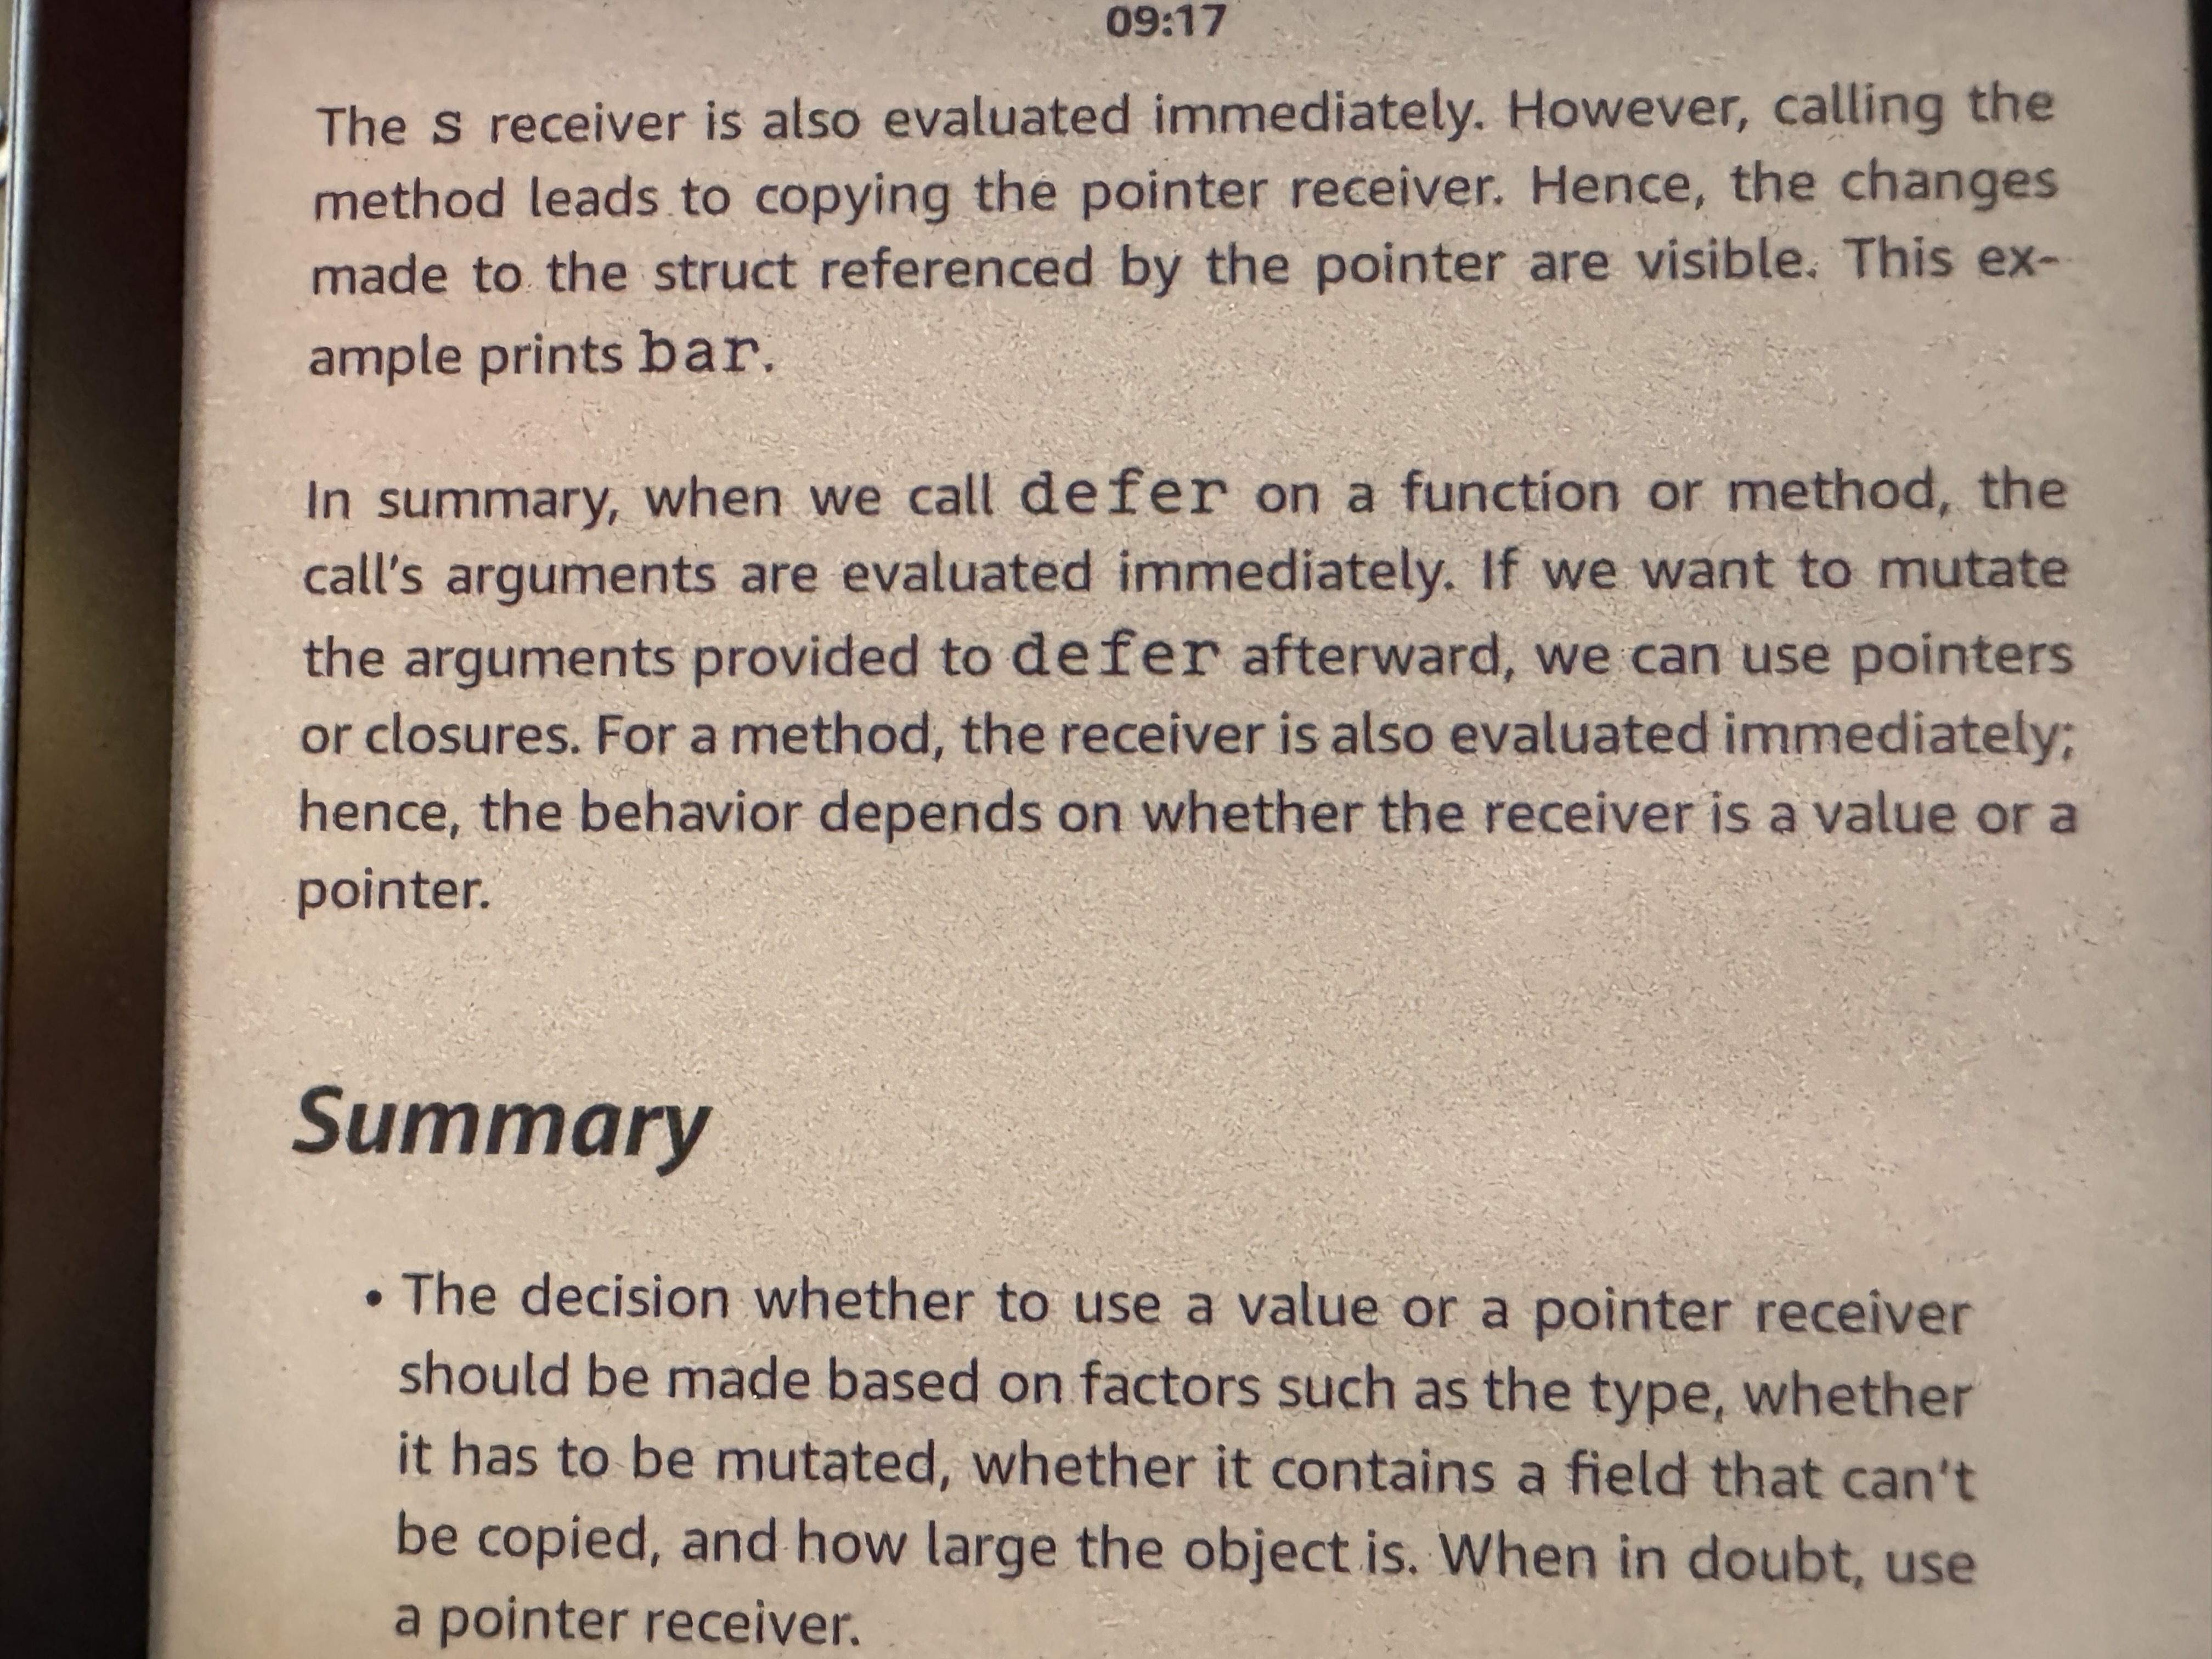 09:17
The s receiver is also evaluated immediately. However, calling the
method leads to copying the pointer receiver. Hence, the changes
made to the struct referenced by the pointer are visible. This ex-
ample prints bar.
In summary, when we call defer on a function or method, the
call's arguments are evaluated immediately. If we want to mutate
the arguments provided to defer afterward, we can use pointers
or closures. For a method, the receiver is also evaluated immediately;
hence, the behavior depends on whether the receiver is a value or a
pointer.
Summary
• The decision whether to use a value or a pointer receiver
should be made based on factors such as the type, whether
it has to be mutated, whether it contains a field that can't
be copied, and how large the object is. When in doubt, use
a pointer receiver.